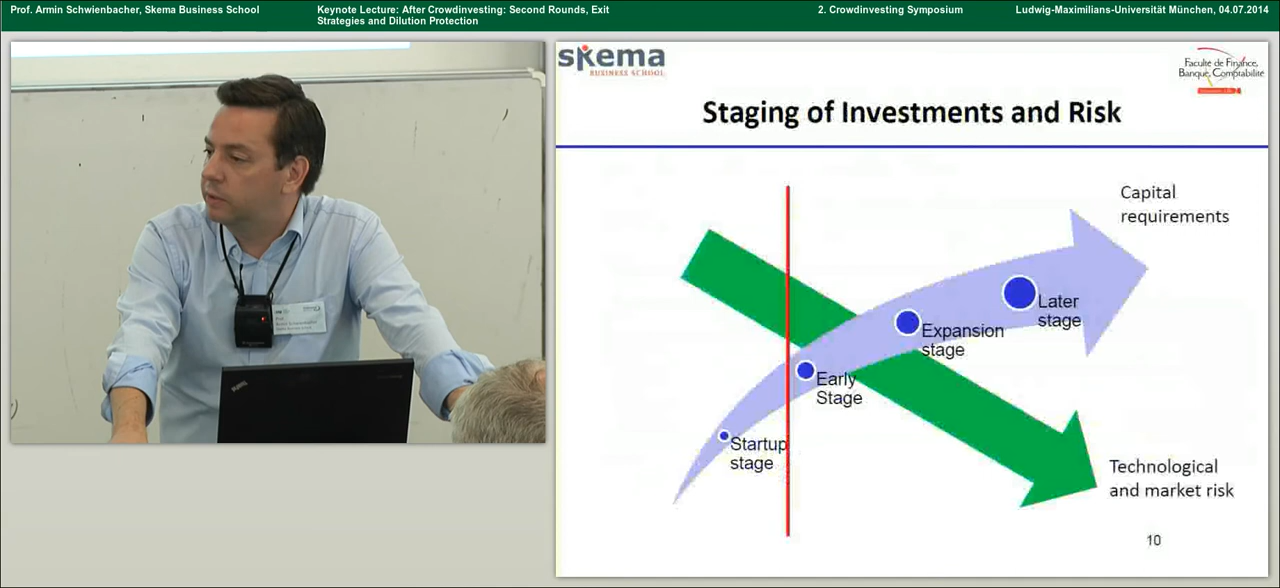 Prof. Armin Schwienbacher, Skema Business School
Keynote Lecture: After Crowdinvesting: Second Rounds, Exit
Strategies and Dilution Protection
2. Crowdinvesting Symposium
Ludwig-Maximilians-Universität München, 04.07.2014
skema
BUSINESS SCHOOL
Faculté de Finance,
Banque, Comptabilité
Staging of Investments and Risk
Capital
requirements
Later
stage
Expansion
stage
Early
Stage
Startup
stage
Technological
and market risk
10